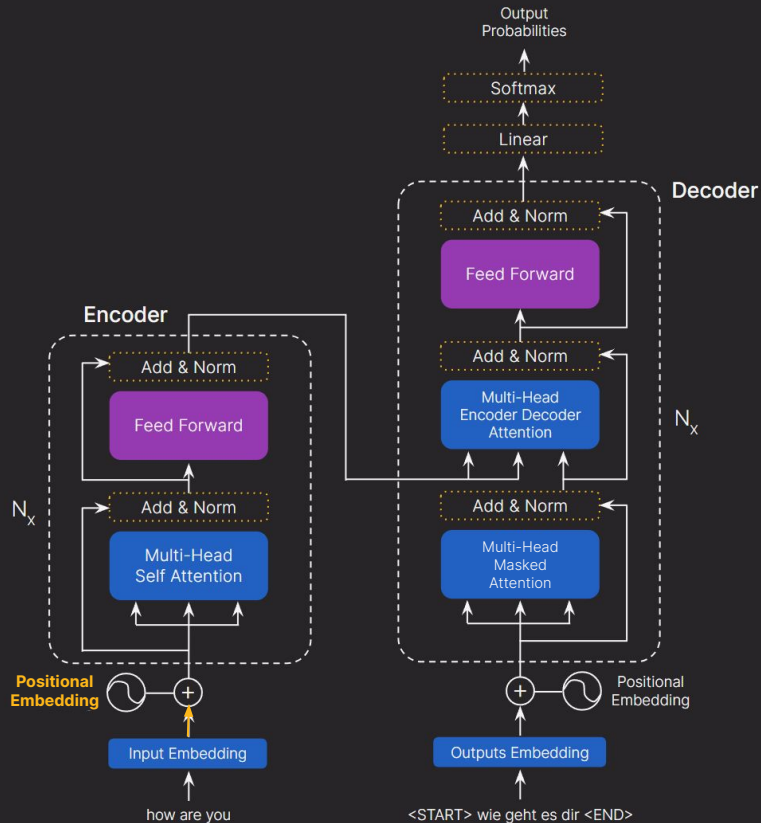 Output
Probabilities
Softmax
Linear
Decoder
Add & Norm
Feed Forward
Add & Norm
Multi-Head
Encoder Decoder
Attention
Nx
Add & Norm
Multi-Head
Masked
Attention
Positional
Embedding
Outputs Embedding
<START> wie geht es dir <END>
Encoder
Add & Norm
Feed Forward
Nx
Add & Norm
Multi-Head
Self Attention
Positional
Embedding
Input Embedding
how are you